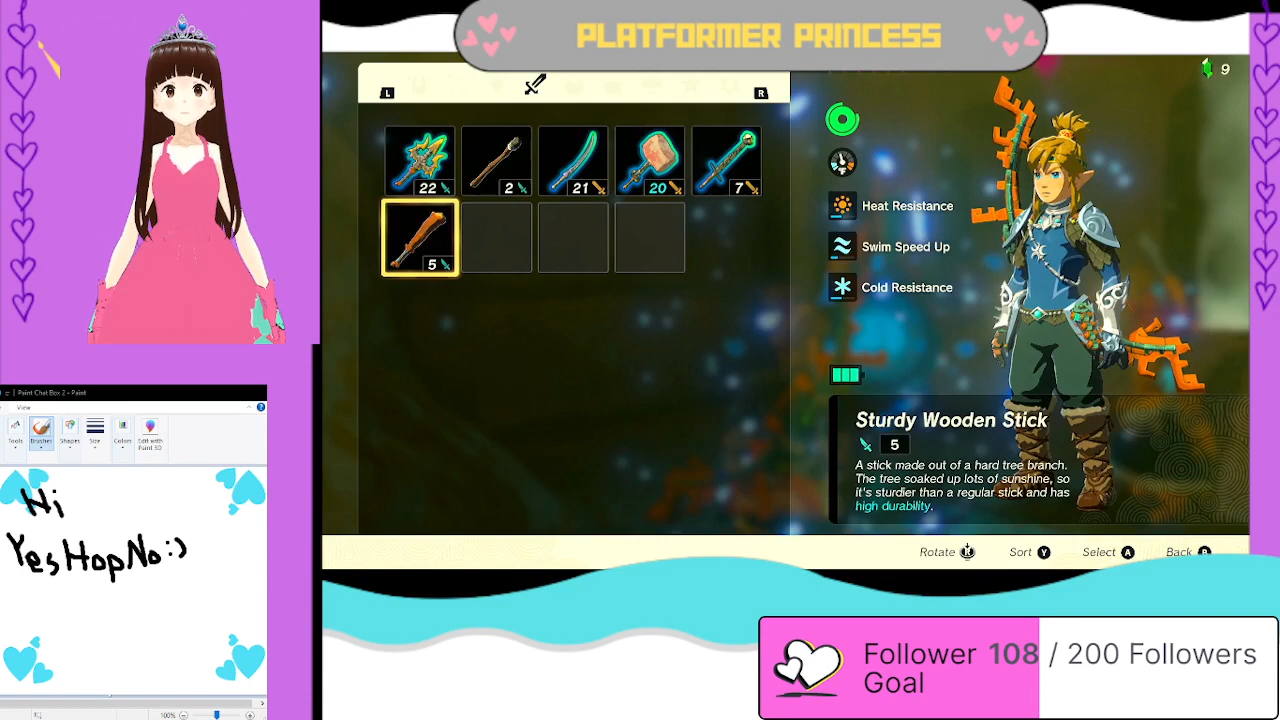 PLATFORMER PRINCESS
L
R
9
22
2
21
20
7
5
Heat Resistance
Swim Speed Up
Cold Resistance
Sturdy Wooden Stick
5
A stick made out of a hard tree branch.
The tree soaked up lots of sunshine, so
it's sturdier than a regular stick and has
high durability.
Rotate R
Sort Y
Select A
Back B
Paint Chat Box 2 - Paint
View
Tools
Brushes
Shapes
Size
Colors
Edit with
Paint 3D
Hi
YesHopNo:)
100%
Follower 108 / 200 Followers
Goal